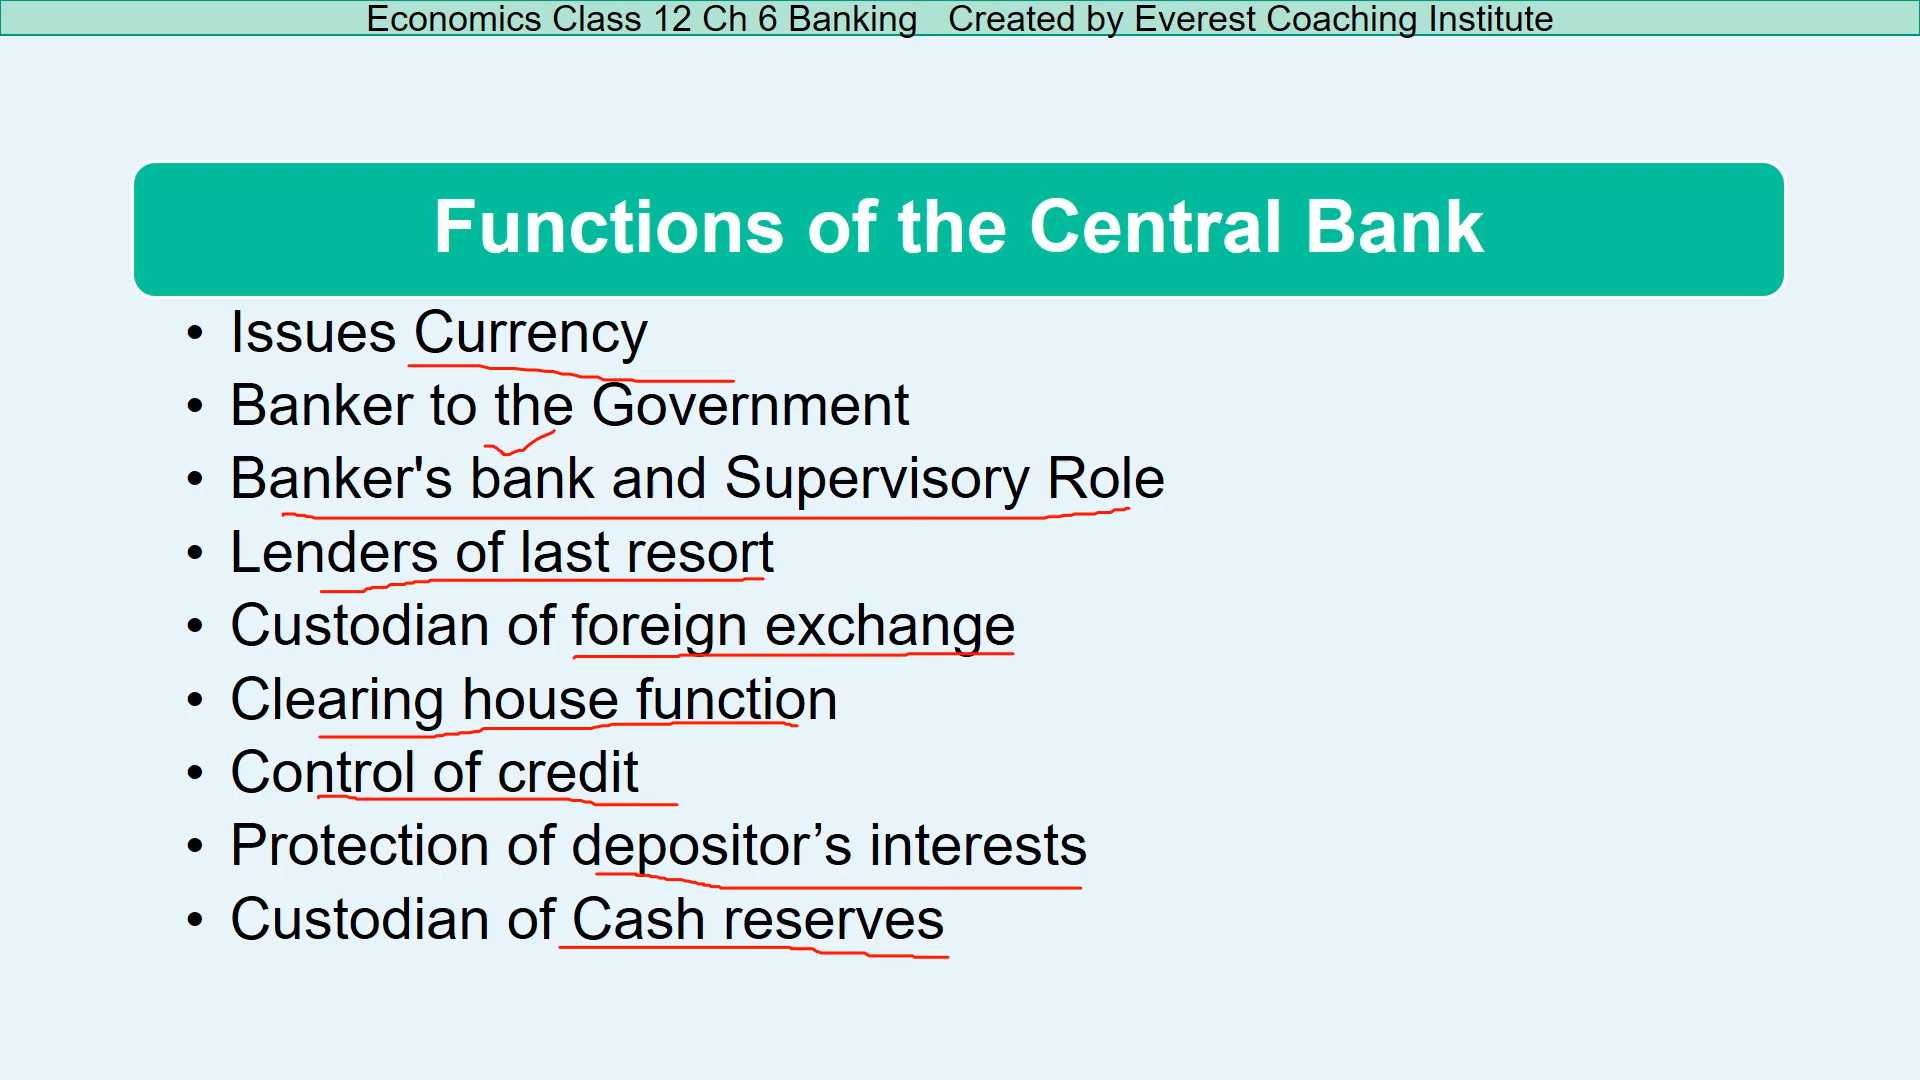 Economics Class 12 Ch 6 Banking   Created by Everest Coaching Institute
Functions of the Central Bank
• Issues Currency
• Banker to the Government
• Banker's bank and Supervisory Role
• Lenders of last resort
• Custodian of foreign exchange
• Clearing house function
• Control of credit
• Protection of depositor’s interests
• Custodian of Cash reserves